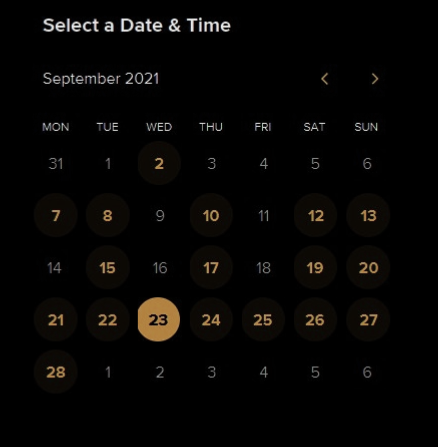 Select a Date & Time
September 2021
MON TUE WED THU FRI SAT SUN
31 1 2 3 4 5 6
7 8 9 10 11 12 13
14 15 16 17 18 19 20
21 22 23 24 25 26 27
28 1 2 3 4 5 6